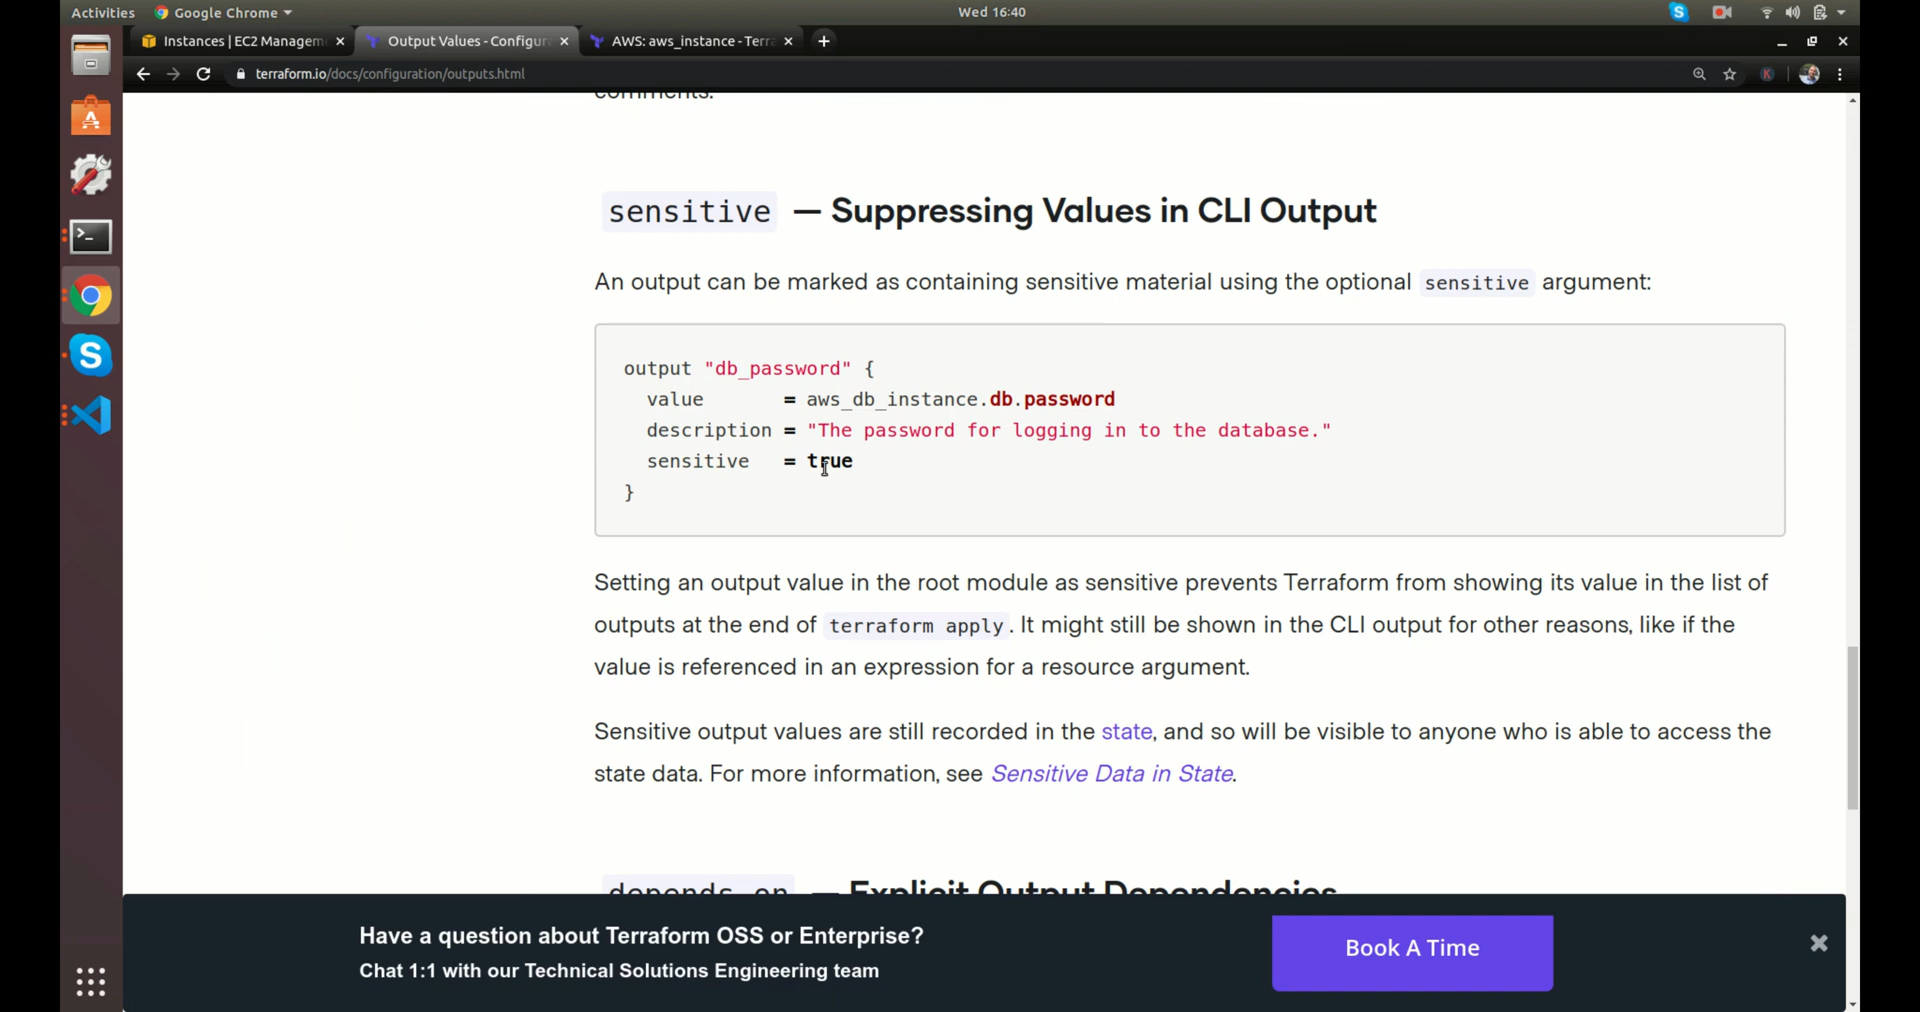 Activities
Google Chrome
Wed 16:40
Instances | EC2 Managem
Output Values - Configur
AWS: aws_instance - Terra
terraform.io/docs/configuration/outputs.html
comments.
sensitive — Suppressing Values in CLI Output
An output can be marked as containing sensitive material using the optional sensitive argument:
output "db_password" {
value = aws_db_instance.db.password
description = "The password for logging in to the database."
sensitive = true
}
Setting an output value in the root module as sensitive prevents Terraform from showing its value in the list of
outputs at the end of terraform apply. It might still be shown in the CLI output for other reasons, like if the
value is referenced in an expression for a resource argument.
Sensitive output values are still recorded in the state, and so will be visible to anyone who is able to access the
state data. For more information, see Sensitive Data in State.
depends_on — Explicit Output Dependencies
Have a question about Terraform OSS or Enterprise?
Chat 1:1 with our Technical Solutions Engineering team
Book A Time